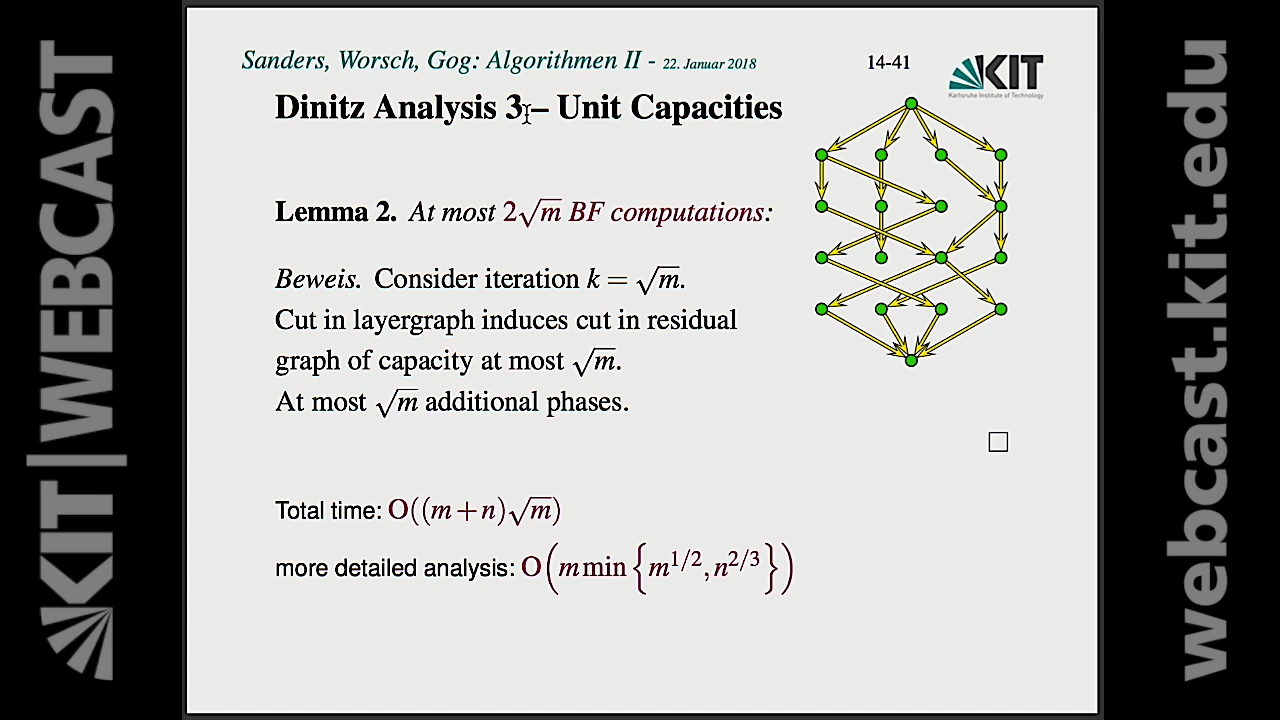 KIT | WEBCAST
Sanders, Worsch, Gog: Algorithmen II - 22. Januar 2018
14-41
KIT
Karlsruhe Institute of Technology
Dinitz Analysis 3 – Unit Capacities
Lemma 2. At most 2√m BF computations:
Beweis. Consider iteration k = √m.
Cut in layergraph induces cut in residual
graph of capacity at most √m.
At most √m additional phases.
□
Total time: O((m+n)√m)
more detailed analysis: O(m min{m^{1/2}, n^{2/3}})
webcast.kit.edu